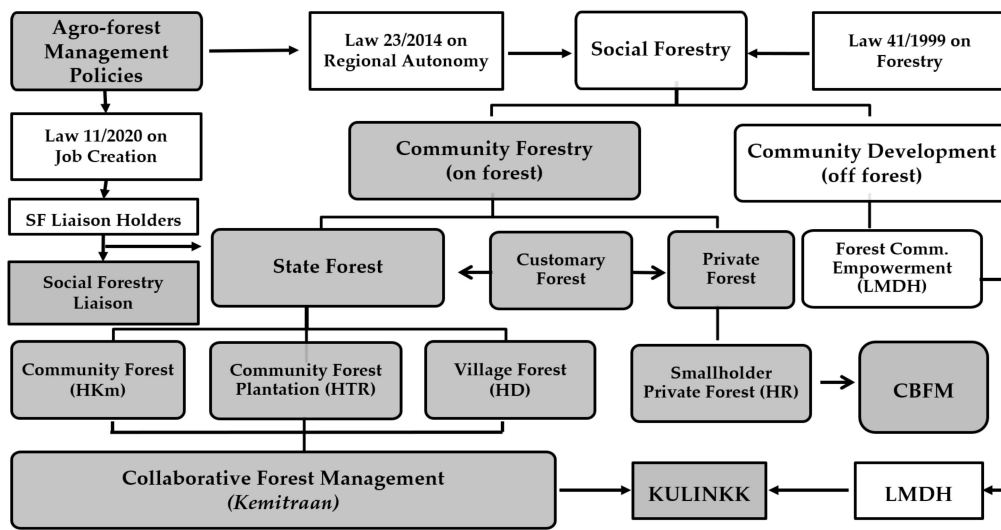 Agro-forest
Management
Policies
Law 23/2014 on
Regional Autonomy
Social Forestry
Law 41/1999 on
Forestry
Law 11/2020 on
Job Creation
Community Forestry
(on forest)
Community Development
(off forest)
SF Liaison Holders
State Forest
Customary
Forest
Private
Forest
Forest Comm.
Empowerment
(LMDH)
Social Forestry
Liaison
Community Forest
(HKm)
Community Forest
Plantation (HTR)
Village Forest
(HD)
Smallholder
Private Forest (HR)
CBFM
Collaborative Forest Management
(Kemitraan)
KULINKK
LMDH